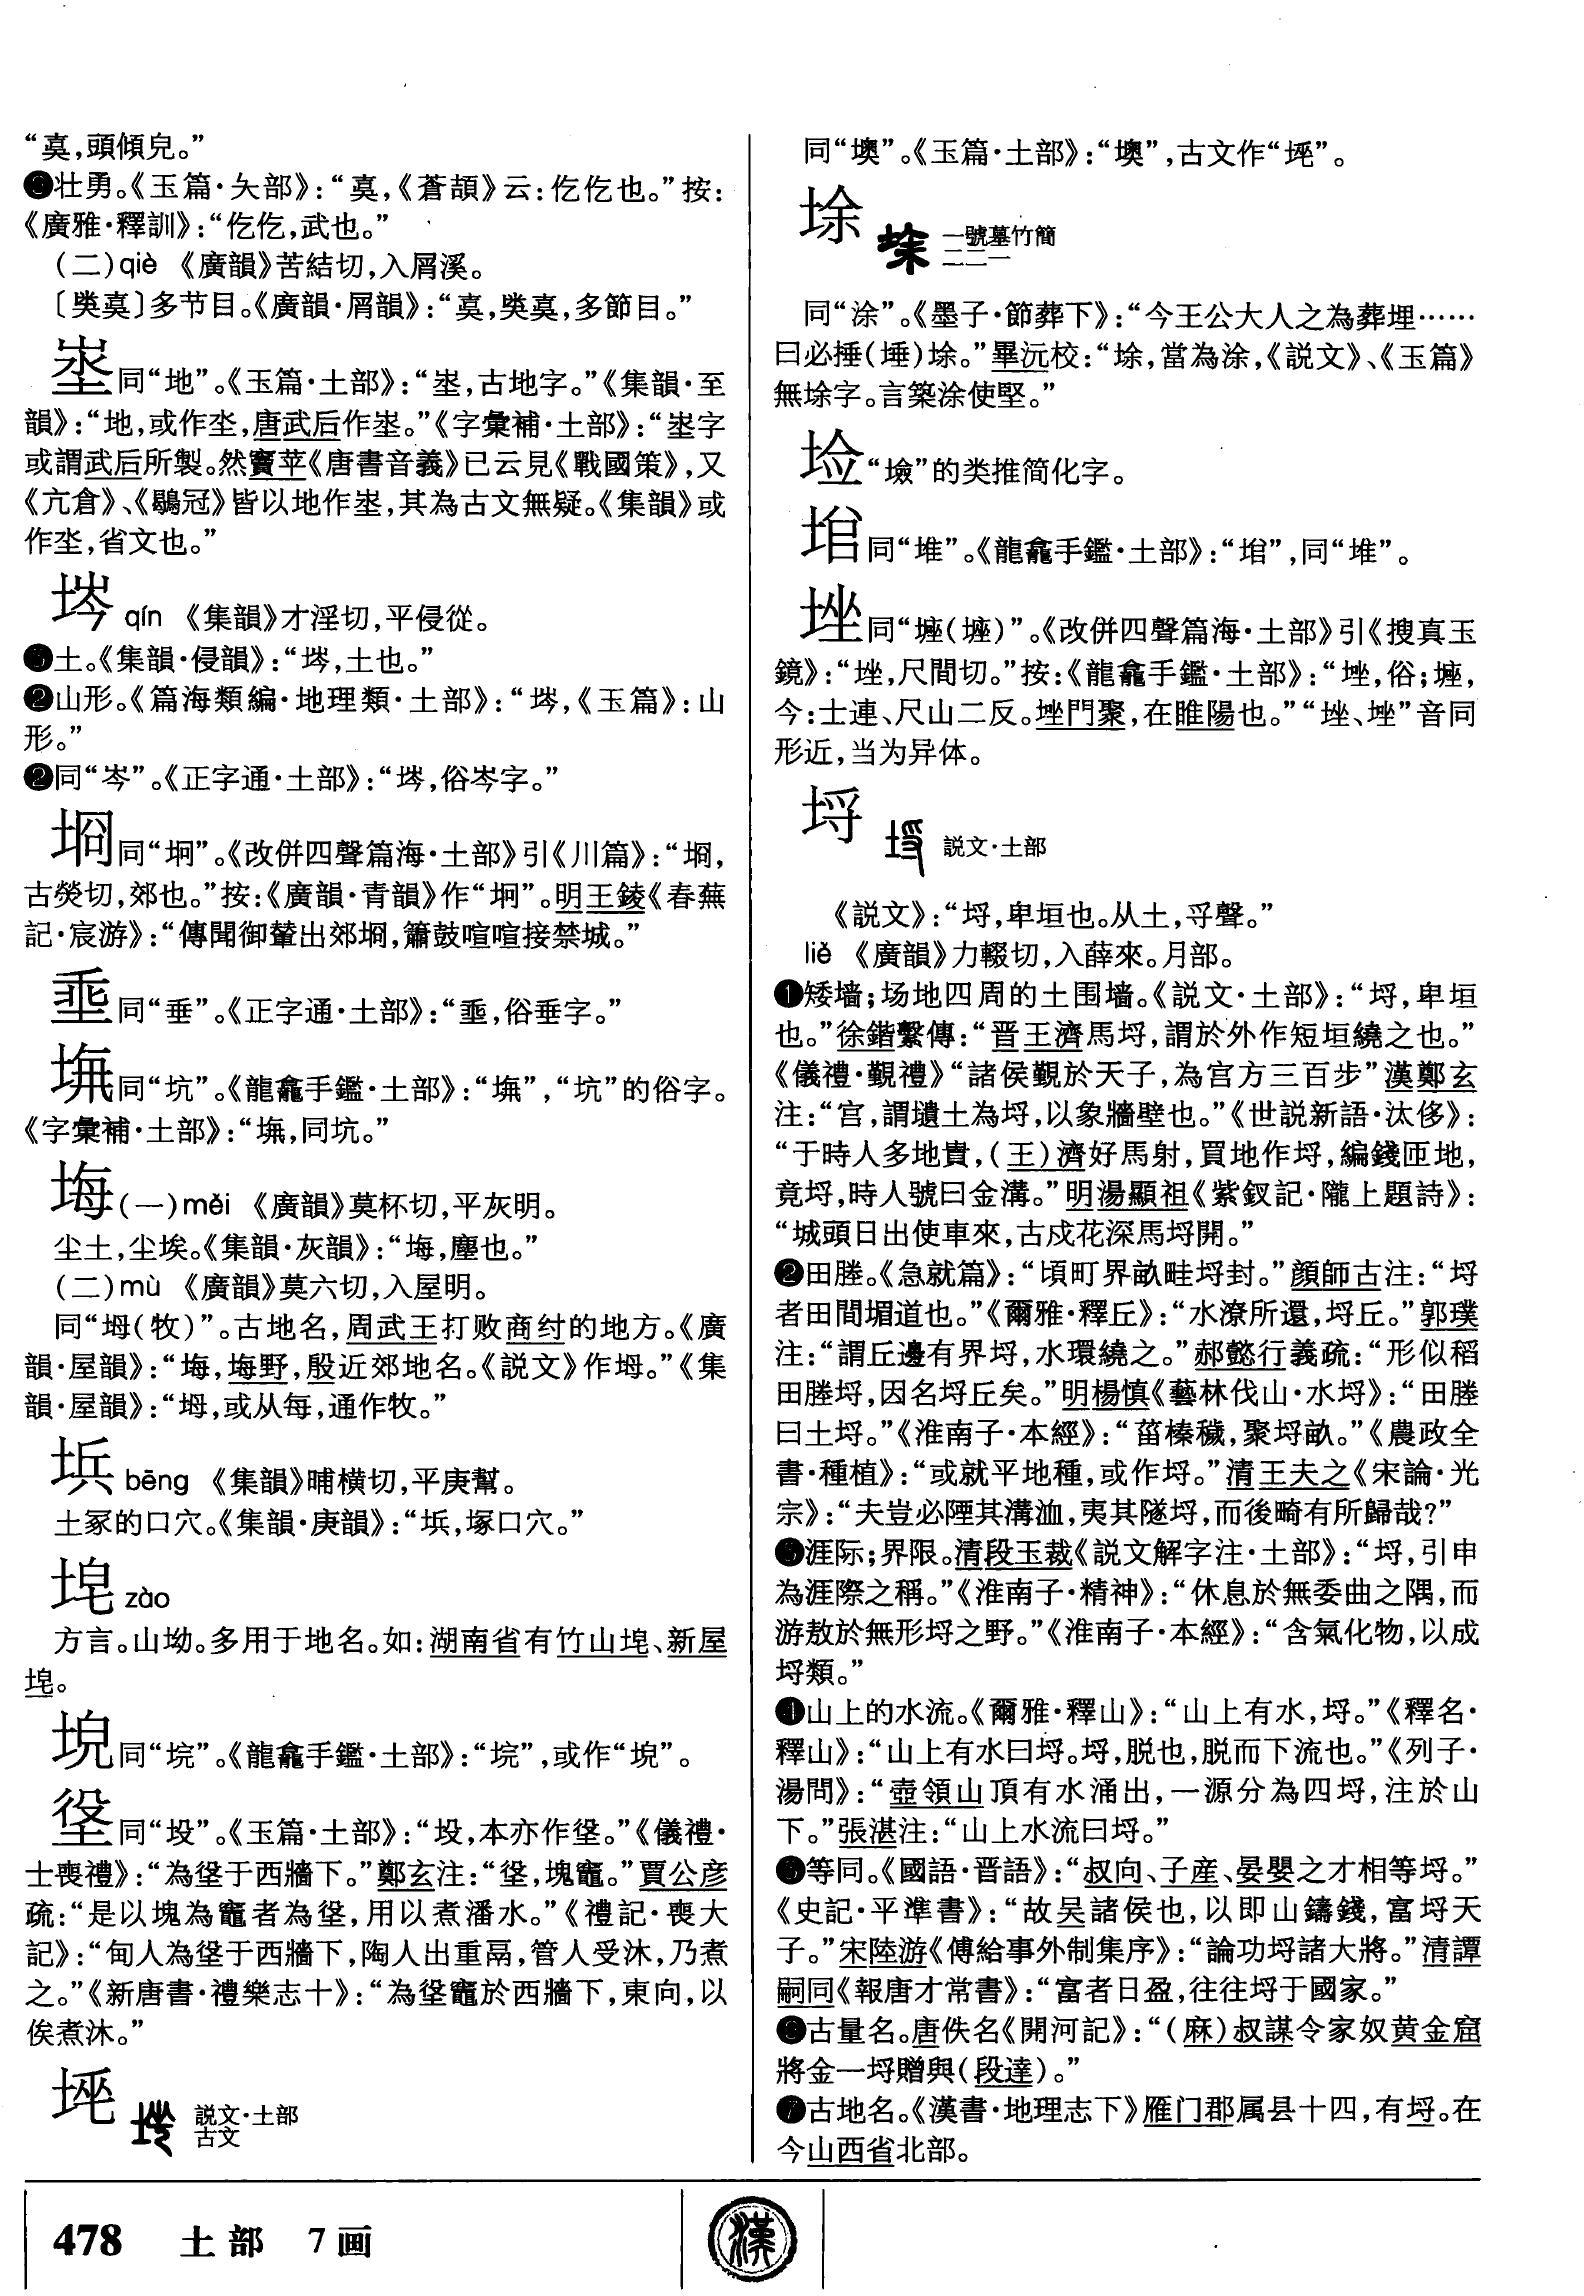 “奊,頭傾皃。”
❸壮勇。《玉篇·夨部》:“奊,《蒼頡》云:仡仡也。”按:
《廣雅·釋訓》:“仡仡,武也。”
(二)qiè 《廣韻》苦結切,入屑溪。
〔㚄奊〕多节目。《廣韻·屑韻》:“奊,㚄奊,多節目。”
埊同“地”。《玉篇·土部》:“埊,古地字。”《集韻·至
韻》:“地,或作坔,唐武后作埊。”《字彙補·土部》:“埊字
或謂武后所製。然竇苹《唐書音義》已云見《戰國策》,又
《亢倉》、《鶡冠》皆以地作埊,其為古文無疑。《集韻》或
作坔,省文也。”
埁 qín 《集韻》才淫切,平侵從。
❶土。《集韻·侵韻》:“埁,土也。”
❷山形。《篇海類編·地理類·土部》:“埁,《玉篇》:山
形。”
❷同“岑”。《正字通·土部》:“埁,俗岑字。”
埛同“坰”。《改併四聲篇海·土部》引《川篇》:“埛,
古熒切,郊也。”按:《廣韻·青韻》作“坰”。明王錂《春蕪
記·宸游》:“傳聞御輦出郊埛,簫鼓喧喧接禁城。”
埀同“垂”。《正字通·土部》:“埀,俗垂字。”
同“坑”。《龍龕手鑑·土部》:“”,“坑”的俗字。
《字彙補·土部》:“,同坑。”
塰(一)měi 《廣韻》莫杯切,平灰明。
尘土,尘埃。《集韻·灰韻》:“㙁,塵也。”
(二)mù 《廣韻》莫六切,入屋明。
同“坶(牧)”。古地名,周武王打败商纣的地方。《廣
韻·屋韻》:“㙁,㙁野,殷近郊地名。《説文》作坶。”《集
韻·屋韻》:“坶,或从每,通作牧。”
㙃 bēng 《集韻》晡横切,平庚幫。
土冢的口穴。《集韻·庚韻》:“㙃,塚口穴。”
 zào
方言。山坳。多用于地名。如:湖南省有竹山、新屋
。
同“垸”。《龍龕手鑑·土部》:“垸”,或作“”。
垼同“坄”。《玉篇·土部》:“坄,本亦作垼。”《儀禮·
士喪禮》:“為垼于西牆下。”鄭玄注:“垼,塊竈。”賈公彦
疏:“是以塊為竈者為垼,用以煮潘水。”《禮記·喪大
記》:“甸人為垼于西牆下,陶人出重鬲,管人受沐,乃煮
之。”《新唐書·禮樂志十》:“為垼竈於西牆下,東向,以
俟煮沐。”
説文·土部
古文
同“墺”。《玉篇·土部》:“墺”,古文作“”。
垛
一號墓竹簡
二二一
同“涂”。《墨子·節葬下》:“今王公大人之為葬埋……
曰必捶(埵)㙇。”畢沅校:“㙇,當為涂,《説文》、《玉篇》
無㙇字。言築涂使堅。”
“𡑯”的类推简化字。
同“堆”。《龍龕手鑑·土部》:“”,同“堆”。
同“㙻(㙻)”。《改併四聲篇海·土部》引《搜真玉
鏡》:“,尺間切。”按:《龍龕手鑑·土部》:“,俗;,
今:士連、尺山二反。門聚,在睢陽也。”“、”音同
形近,当为异体。
埒
説文·土部
《説文》:“埒,卑垣也。从土,寽聲。”
liè 《廣韻》力輟切,入薛來。月部。
❶矮墙;场地四周的土围墙。《説文·土部》:“埒,卑垣
也。”徐鍇繫傳:“晋王濟馬埒,謂於外作短垣繞之也。”
《儀禮·覲禮》“諸侯覲於天子,為宫方三百步”漢鄭玄
注:“宫,謂壝土為埒,以象牆壁也。”《世説新語·汰侈》:
“于時人多地貴,(王)濟好馬射,買地作埒,編錢匝地,
竟埒,時人號曰金溝。”明湯顯祖《紫釵記·隴上題詩》:
“城頭日出使車來,古戍花深馬埒開。”
❷田塍。《急就篇》:“頃町界畝畦埒封。”顔師古注:“埒
者田間堳道也。”《爾雅·釋丘》:“水潦所還,埒丘。”郭璞
注:“謂丘邊有界埒,水環繞之。”郝懿行義疏:“形似稻
田塍埒,因名埒丘矣。”明楊慎《藝林伐山·水埒》:“田塍
曰土埒。”《淮南子·本經》:“菑榛穢,聚埒畝。”《農政全
書·種植》:“或就平地種,或作埒。”清王夫之《宋論·光
宗》:“夫豈必陻其溝洫,夷其隧埒,而後畸有所歸哉?”
❸涯际;界限。清段玉裁《説文解字注·土部》:“埒,引申
為涯際之稱。”《淮南子·精神》:“休息於無委曲之隅,而
游敖於無形埒之野。”《淮南子·本經》:“含氣化物,以成
埒類。”
❹山上的水流。《爾雅·釋山》:“山上有水,埒。”《釋名·
釋山》:“山上有水曰埒。埒,脱也,脱而下流也。”《列子·
湯問》:“壺領山頂有水涌出,一源分為四埒,注於山
下。”張湛注:“山上水流曰埒。”
❺等同。《國語·晋語》:“叔向、子産、晏嬰之才相等埒。”
《史記·平準書》:“故吴諸侯也,以即山鑄錢,富埒天
子。”宋陸游《傅給事外制集序》:“論功埒諸大將。”清譚
嗣同《報唐才常書》:“富者日盈,往往埒于國家。”
❻古量名。唐佚名《開河記》:“(麻)叔謀令家奴黄金窟
將金一埒贈與(段達)。”
❼古地名。《漢書·地理志下》雁门郡属县十四,有埒。在
今山西省北部。
478 土部 7画
漢